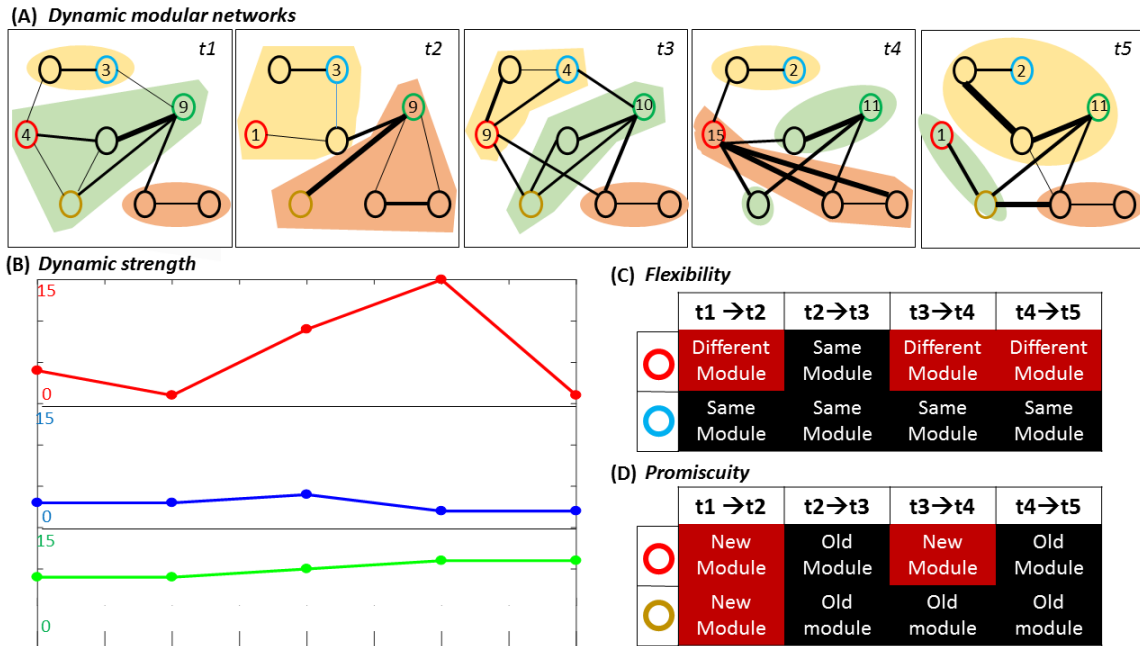 (A) Dynamic modular networks
t1
t2
t3
t4
t5
3
9
4
3
9
1
4
10
9
2
11
15
2
11
1
(B) Dynamic strength
15
0
15
0
15
0
(C) Flexibility
t1 →t2 t2→t3 t3→t4 t4→t5
Different Same Different Different
Module Module Module Module
Same Same Same Same
Module Module Module Module
(D) Promiscuity
t1 →t2 t2→t3 t3→t4 t4→t5
New Old New Old
Module Module Module Module
New Old Old Old
Module module module module